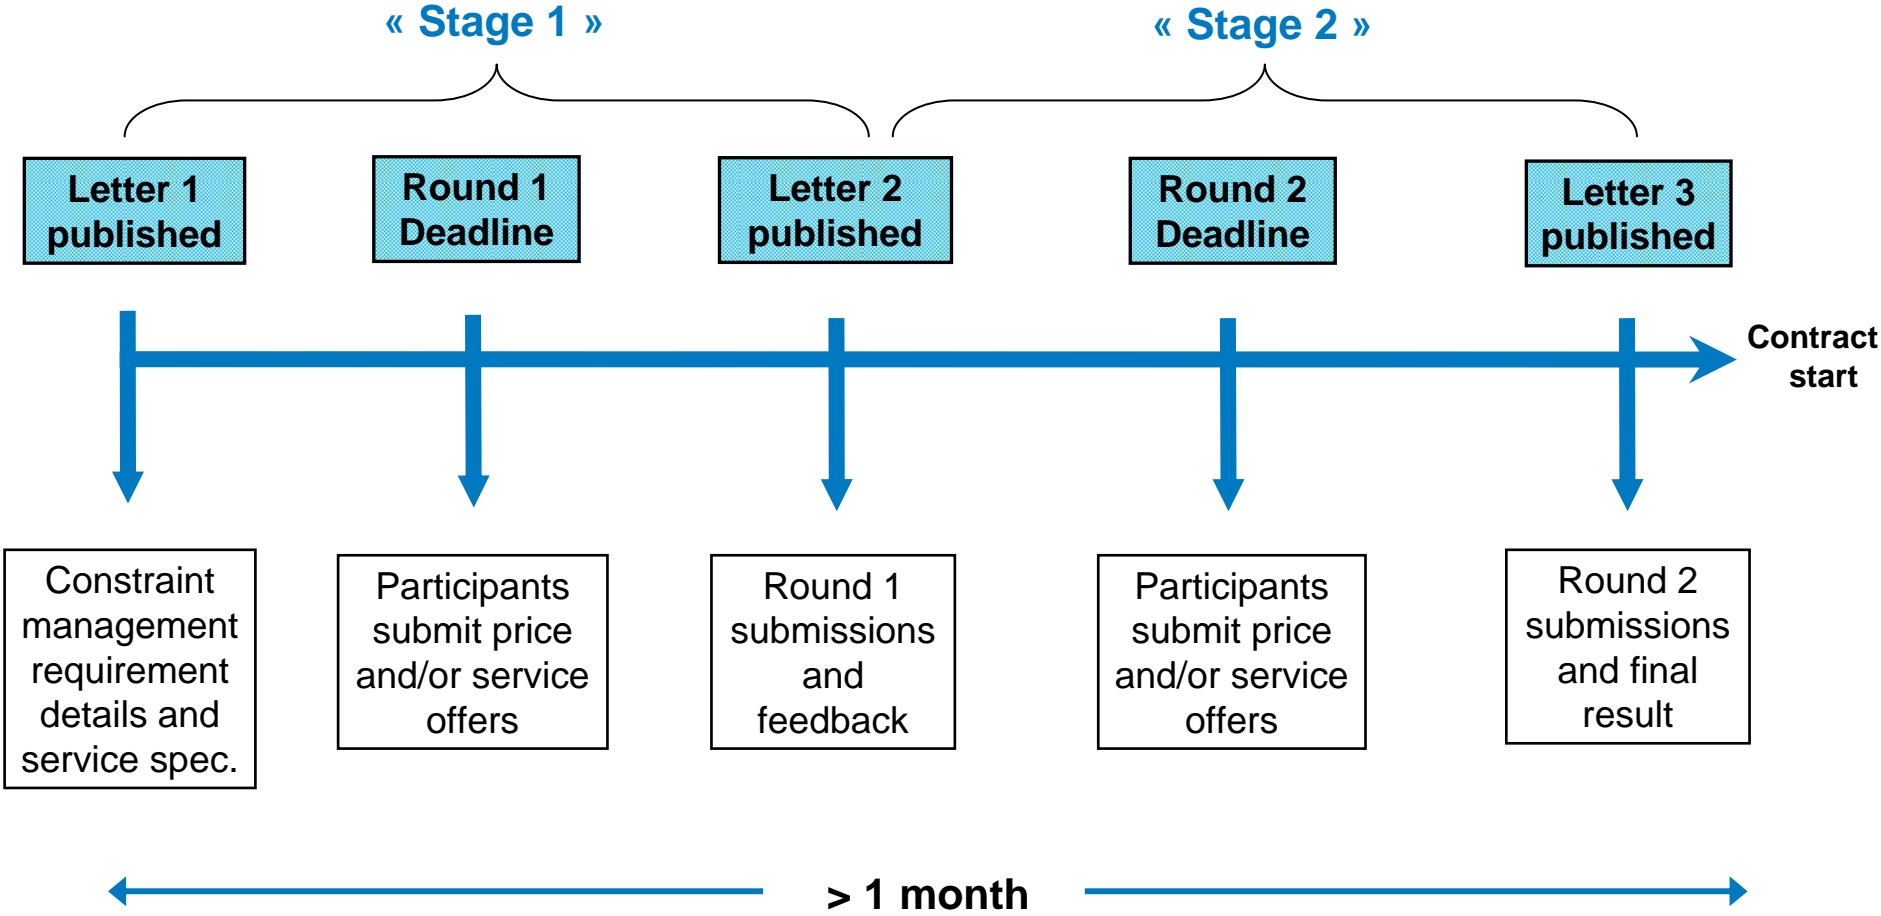 « Stage 1 »
« Stage 2 »
Letter 1
published
Round 1
Deadline
Letter 2
published
Round 2
Deadline
Letter 3
published
Contract
start
Constraint
management
requirement
details and
service spec.
Participants
submit price
and/or service
offers
Round 1
submissions
and
feedback
Participants
submit price
and/or service
offers
Round 2
submissions
and final
result
> 1 month